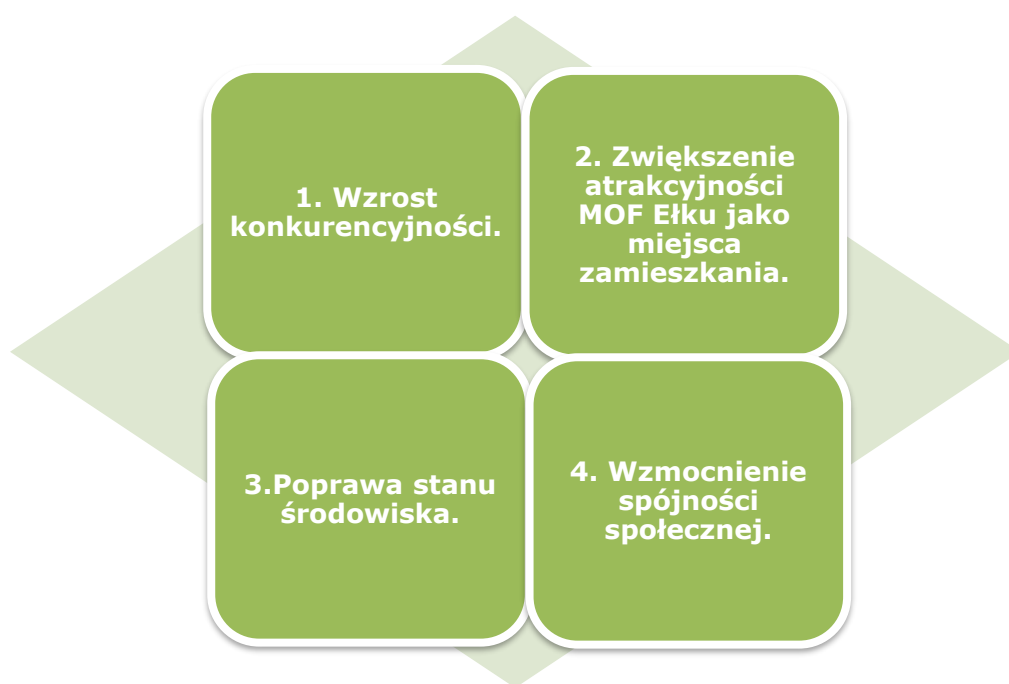 1. Wzrost
konkurencyjności.
2. Zwiększenie
atrakcyjności
MOF Ełku jako
miejsca
zamieszkania.
3.Poprawa stanu
środowiska.
4. Wzmocnienie
spójności
społecznej.